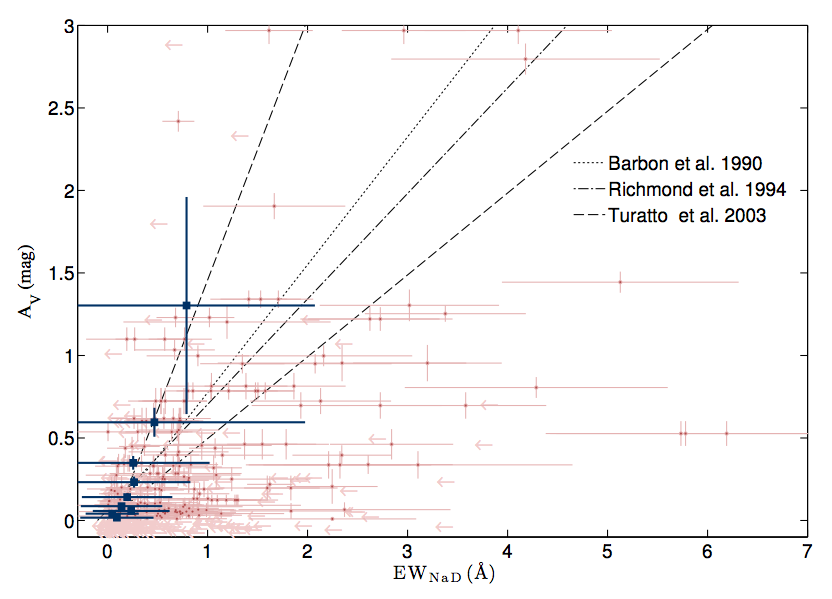 3
2.5
2
1.5
1
0.5
0
A_V (mag)
Barbon et al. 1990
Richmond et al. 1994
Turatto et al. 2003
0 1 2 3 4 5 6 7
EW_NaD (Å)